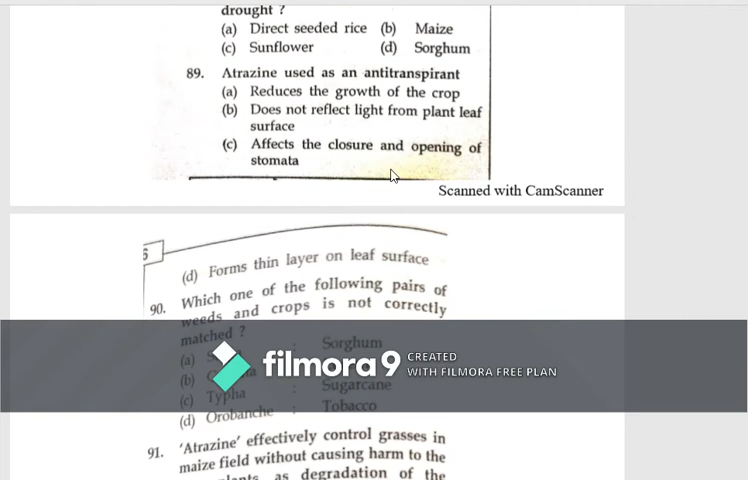 drought ?
(a) Direct seeded rice (b) Maize
(c) Sunflower (d) Sorghum
89. Atrazine used as an antitranspirant
(a) Reduces the growth of the crop
(b) Does not reflect light from plant leaf
surface
(c) Affects the closure and opening of
stomata
Scanned with CamScanner
6
(d) Forms thin layer on leaf surface
90. Which one of the following pairs of
weeds and crops is not correctly
matched ?
(a) : Sorghum
(b) :
(c) Typha : Sugarcane
(d) Orobanche : Tobacco
filmora9 CREATED
WITH FILMORA FREE PLAN
91. 'Atrazine' effectively control grasses in
maize field without causing harm to the
as degradation of the